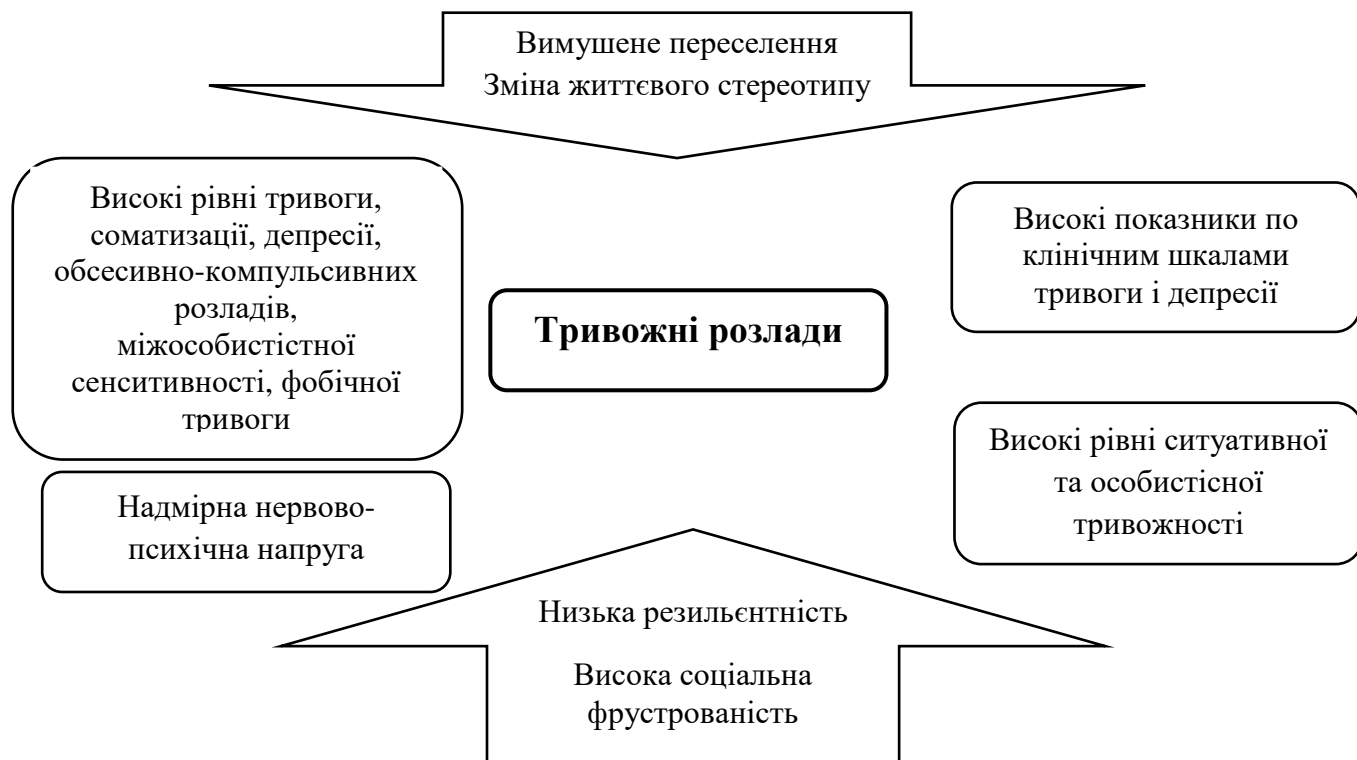 Вимушене переселення
Зміна життєвого стереотипу
Високі рівні тривоги,
соматизації, депресії,
обсесивно-компульсивних
розладів,
міжособистістної
сенситивності, фобічної
тривоги
Надмірна нервово-
психічна напруга
Тривожні розлади
Високі показники по
клінічним шкалами
тривоги і депресії
Високі рівні ситуативної
та особистісної
тривожності
Низька резильєнтність
Висока соціальна
фрустрованість